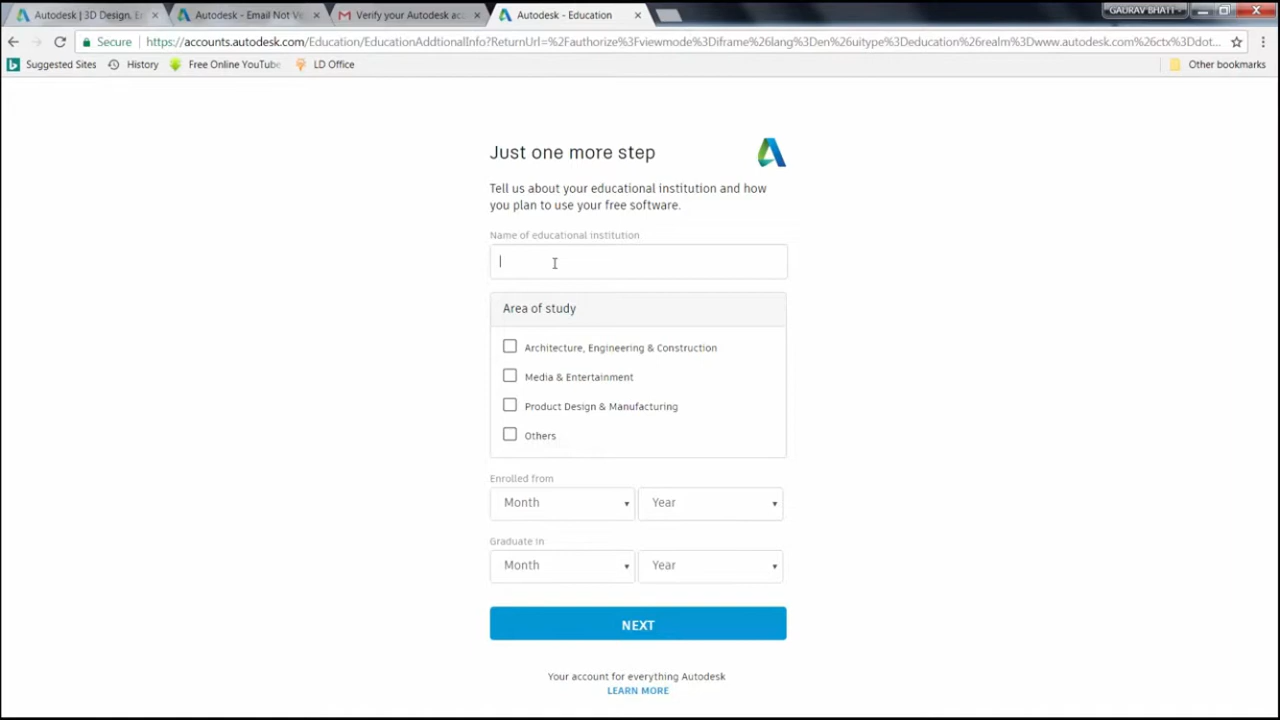 Autodesk | 3D Design, En
Autodesk - Email Not Ve
Verify your Autodesk acc
Autodesk - Education
GAURAV BHATT
Secure
https://accounts.autodesk.com/Education/EducationAddtionalInfo?ReturnUrl=%2Fauthorize%3Fviewmode%3Diframe%26lang%3Den%26uitype%3Deducation%26realm%3Dwww.autodesk.com%26ctx%3Ddot...
Suggested Sites
History
Free Online YouTube
LD Office
Other bookmarks
Just one more step
Tell us about your educational institution and how
you plan to use your free software.
Name of educational institution
Area of study
Architecture, Engineering & Construction
Media & Entertainment
Product Design & Manufacturing
Others
Enrolled from
Month
Year
Graduate in
Month
Year
NEXT
Your account for everything Autodesk
LEARN MORE